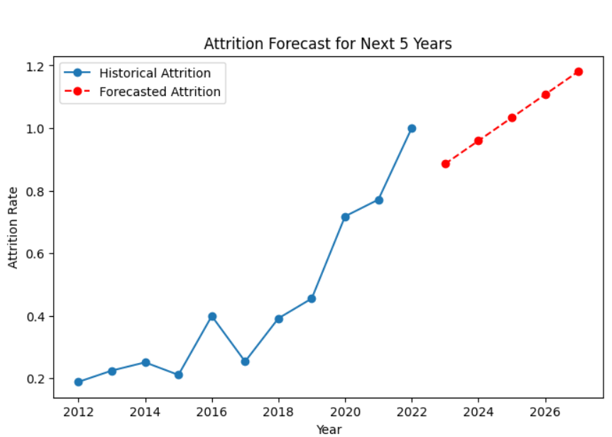 Attrition Forecast for Next 5 Years
Historical Attrition
Forecasted Attrition
1.2
1.0
0.8
0.6
0.4
0.2
Attrition Rate
2012 2014 2016 2018 2020 2022 2024 2026
Year